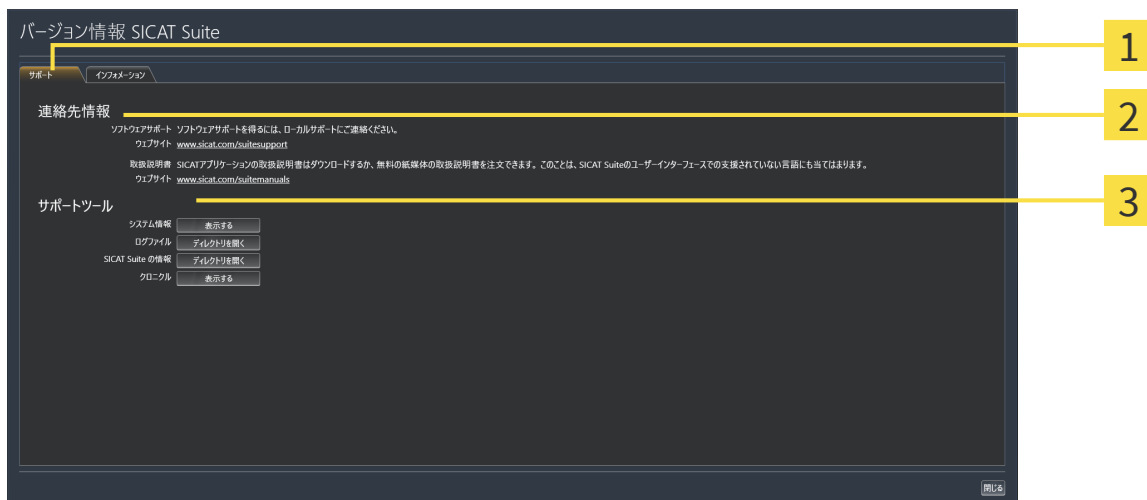 バージョン情報 SICAT Suite
1
サポート
インフォメーション
連絡先情報
2
ソフトウェアサポート ソフトウェアサポートを得るには、ローカルサポートにご連絡ください。
ウェブサイト www.sicat.com/suitesupport
取扱説明書 SICATアプリケーションの取扱説明書はダウンロードするか、無料の紙媒体の取扱説明書を注文できます。このことは、SICAT Suiteのユーザーインターフェースでの支援されていない言語にも当てはまります。
ウェブサイト www.sicat.com/suitemanuals
サポートツール
3
システム情報 表示する
ログファイル ディレクトリを開く
SICAT Suite の情報 ディレクトリを開く
クロニクル 表示する
閉じる